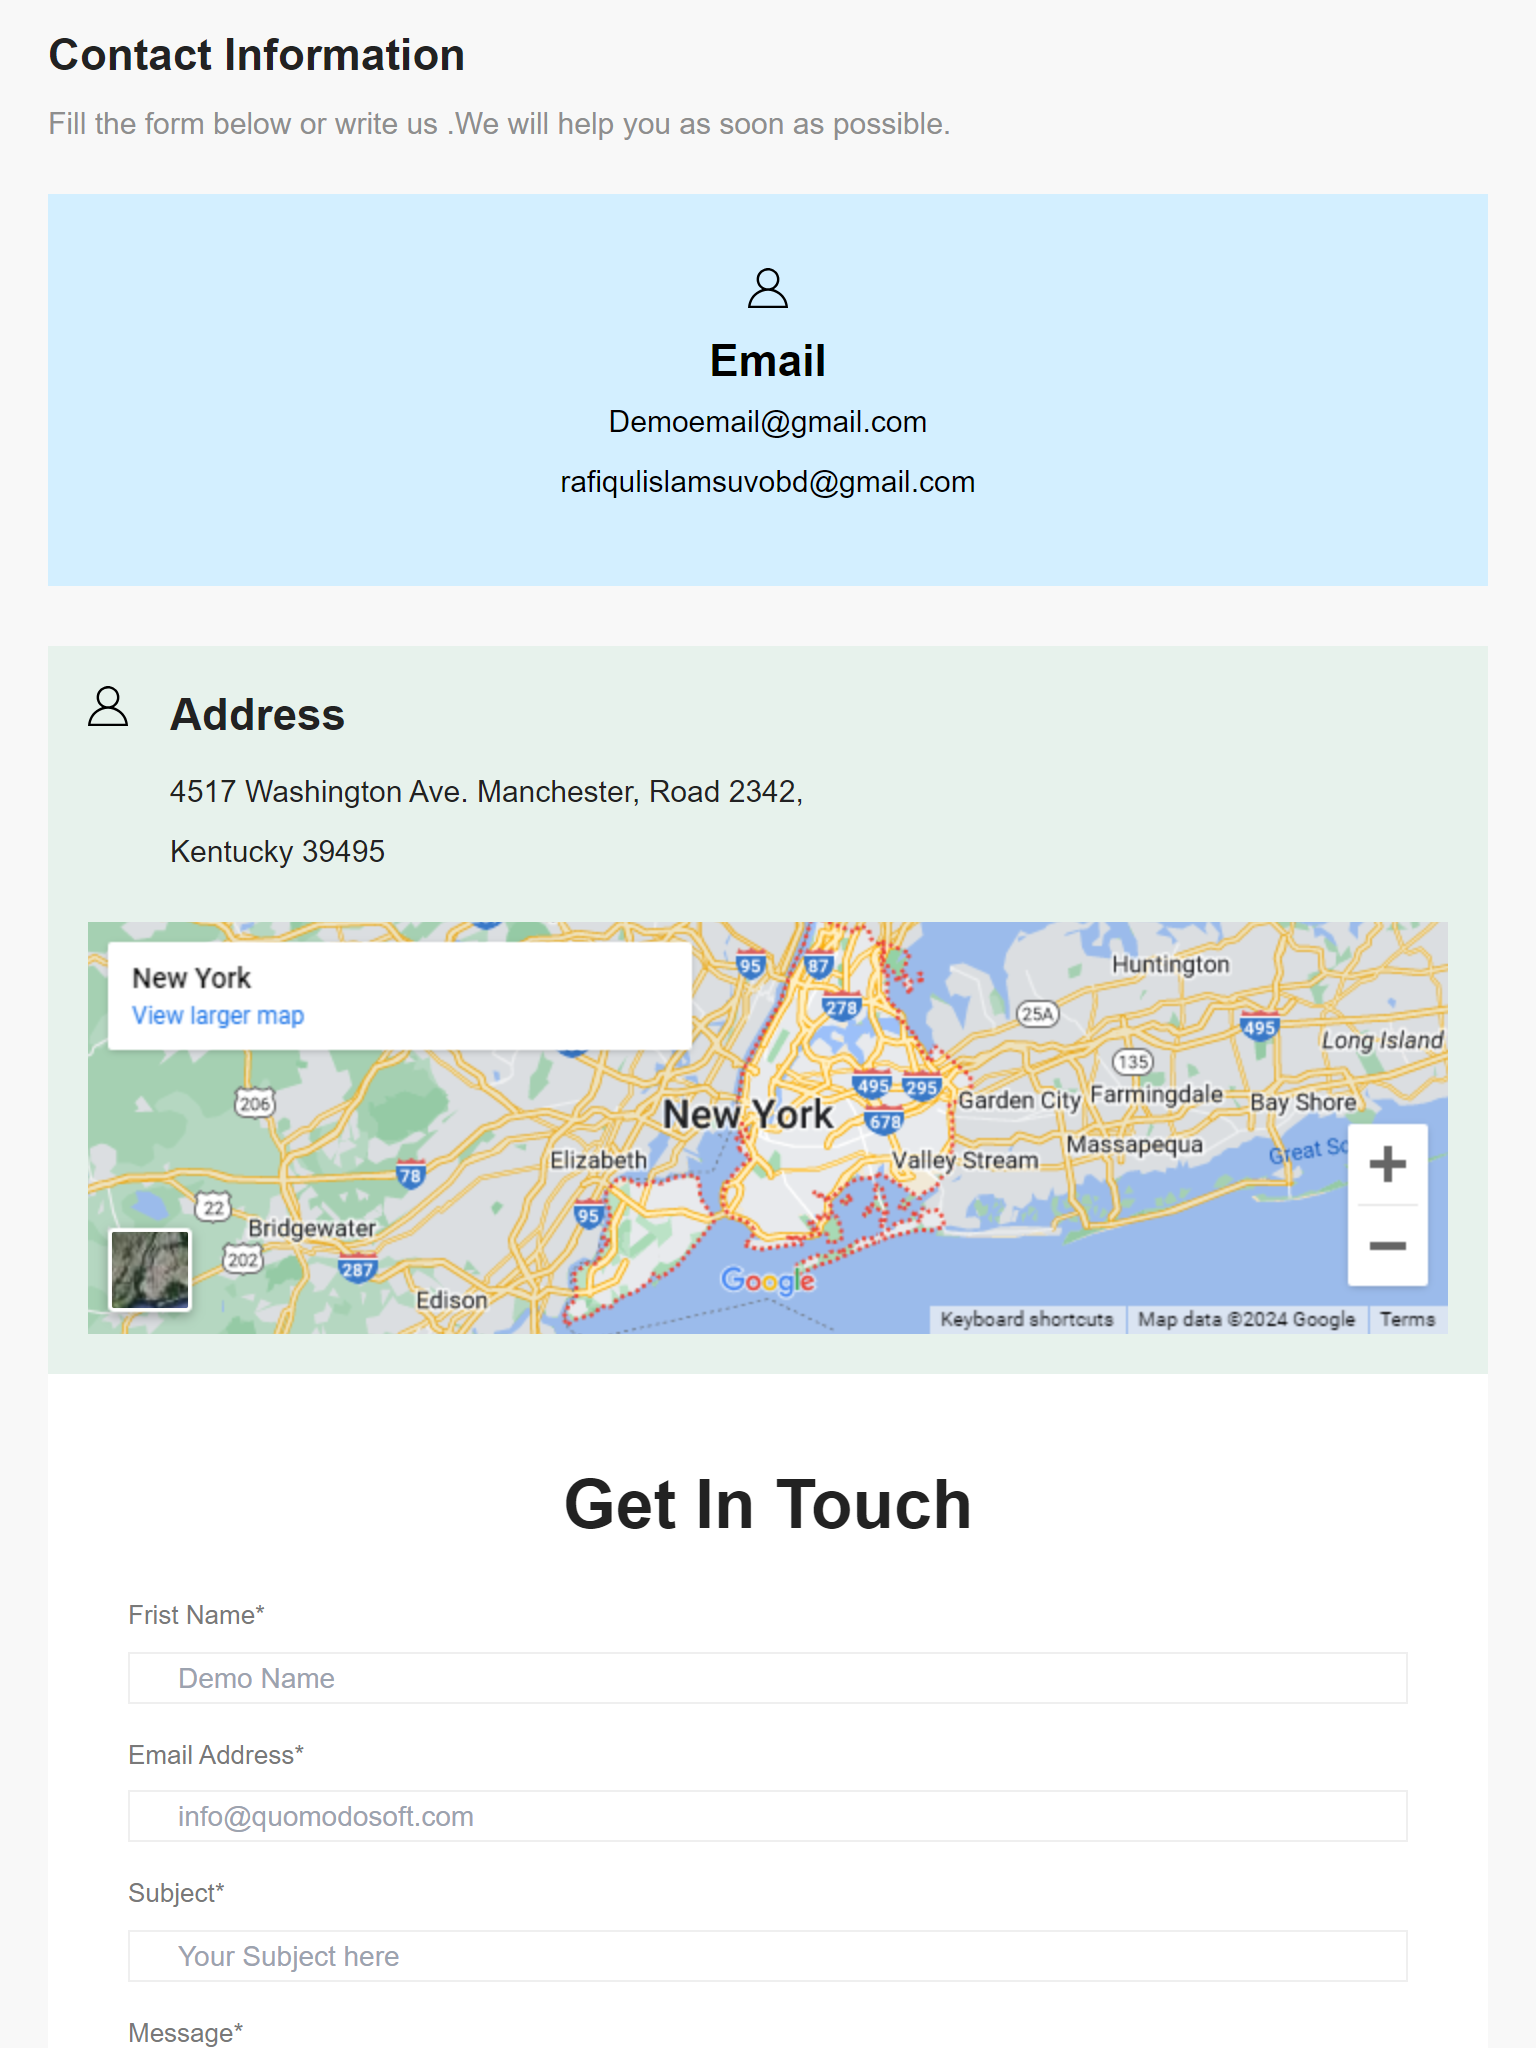 Contact Information
Fill the form below or write us .We will help you as soon as possible.
Email
Demoemail@gmail.com
rafiqulislamsuvobd@gmail.com
Address
4517 Washington Ave. Manchester, Road 2342,
Kentucky 39495
New York
View larger map
95
87
278
Huntington
25A
495
Long Island
135
206
495
295
Garden City
Farmingdale
Bay Shore
New York
678
Massapequa
Great So
Elizabeth
Valley Stream
78
22
95
Bridgewater
202
287
Edison
Google
+
−
Keyboard shortcuts
Map data ©2024 Google
Terms
Get In Touch
Frist Name*
Demo Name
Email Address*
info@quomodosoft.com
Subject*
Your Subject here
Message*